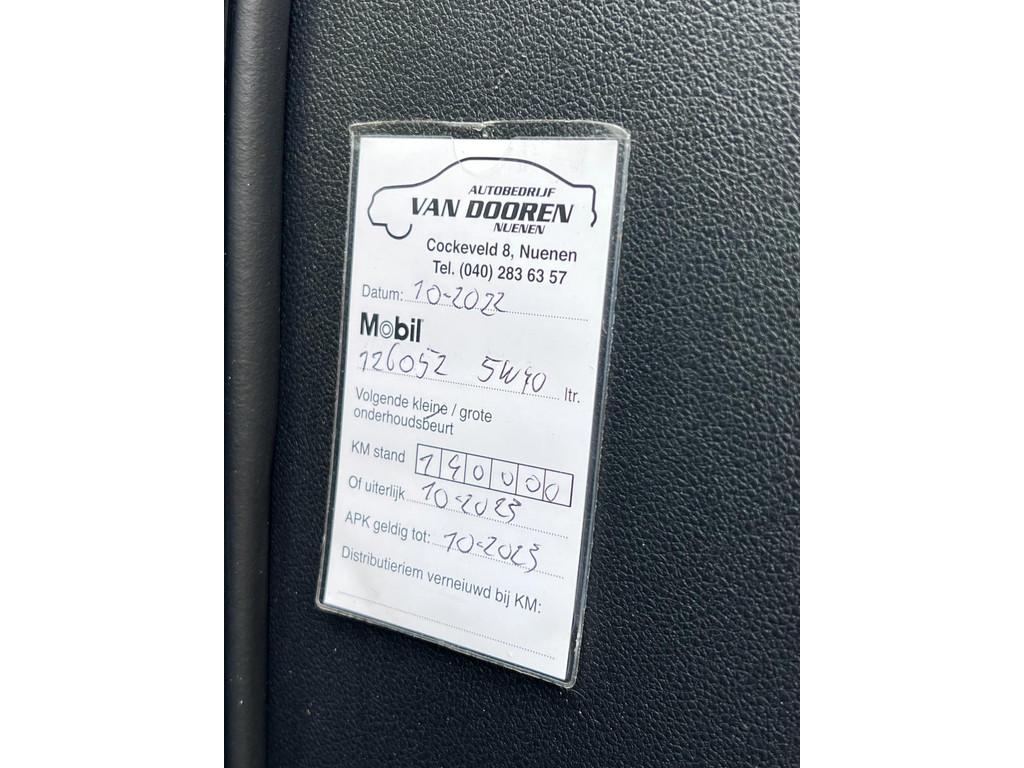 AUTOBEDRIJF
VAN DOOREN
NUENEN
Cockeveld 8, Nuenen
Tel. (040) 283 63 57
Datum: 10-2022
Mobil
126052 5W40 ltr.
Volgende kleine / grote
onderhoudsbeurt
KM stand 140000
Of uiterlijk 10-2023
APK geldig tot: 10-2023
Distributieriem verneiuwd bij KM: